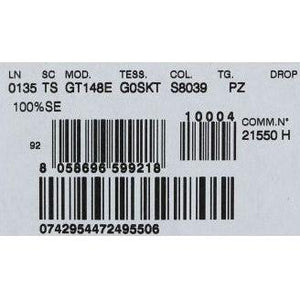 LN SC MOD. TESS. COL. TG. DROP
0135 TS GT148E G0SKT S8039 PZ
100%SE
10004
COMM.N°
21550 H
92
8 058696 599218
0742954472495506